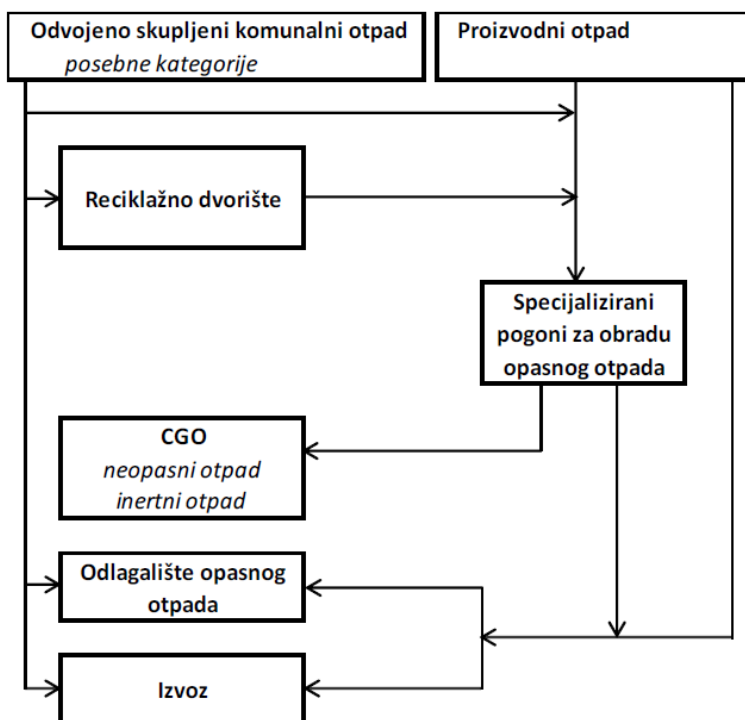 Odvojeno skupljeni komunalni otpad
posebne kategorije
Proizvodni otpad
Reciklažno dvorište
Specijalizirani
pogoni za obradu
opasnog otpada
CGO
neopasni otpad
inertni otpad
Odlagalište opasnog
otpada
Izvoz